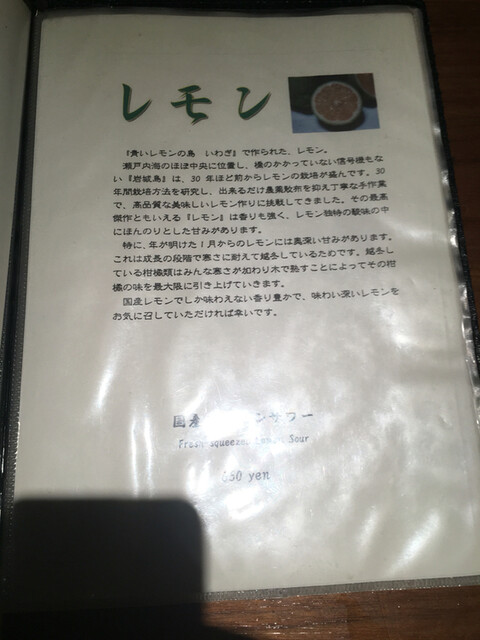 レモン
『青いレモンの島　いわぎ』で作られた、レモン。
瀬戸内海のほぼ中央に位置し、橋のかかっていない信号機もな
い『岩城島』は、30 年ほど前からレモンの栽培が盛んです。30
年間栽培方法を研究し、出来るだけ農薬散布を抑え丁寧な手作業
で、高品質な美味しいレモン作りに挑戦してきました。その最高
傑作ともいえる『レモン』は香りも強く、レモン独特の酸味の中
にほんのりとした甘みがあります。
特に、年が明けた 1 月からのレモンには奥深い甘みがあります。
これは成長の段階で寒さに耐えて越冬しているためです。越冬し
ている柑橘類はみんな寒さが加わり木で熟すことによってその柑
橘の味を最大限に引き上げていきます。
国産レモンでしか味わえない香り豊かで、味わい深いレモンを
お気に召していただければ幸いです。
国産 ンサワー
Fresh squeeze Sour
50 yen